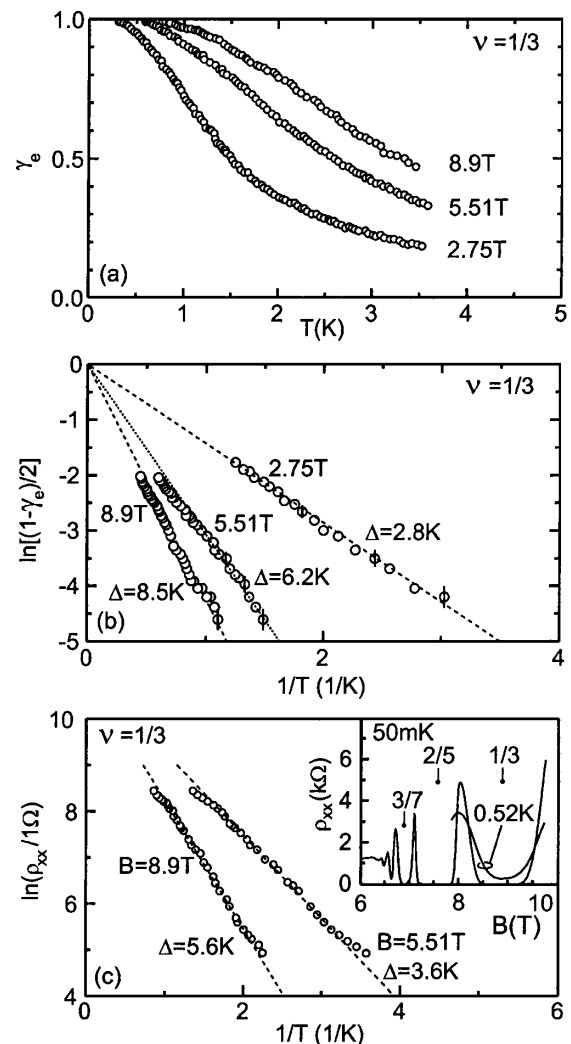 1.0
ν = 1/3
γe
0.5
8.9T
5.51T
2.75T
(a)
0.0
0 1 2 3 4 5
T(K)
0
ν = 1/3
-1
2.75T
ln[(1-γe)/2]
-2
8.9T
5.51T
-3
Δ=2.8K
Δ=6.2K
-4
Δ=8.5K
(b)
-5
0 2 4
1/T (1/K)
10
ν = 1/3
50mK
6
2/5 1/3
ρxx(kΩ)
4
3/7
0.52K
2
0
6 8 10
B(T)
ln(ρxx/1Ω)
8
B=8.9T
6
B=5.51T
Δ=5.6K
Δ=3.6K
(c)
4
0 2 4 6
1/T (1/K)